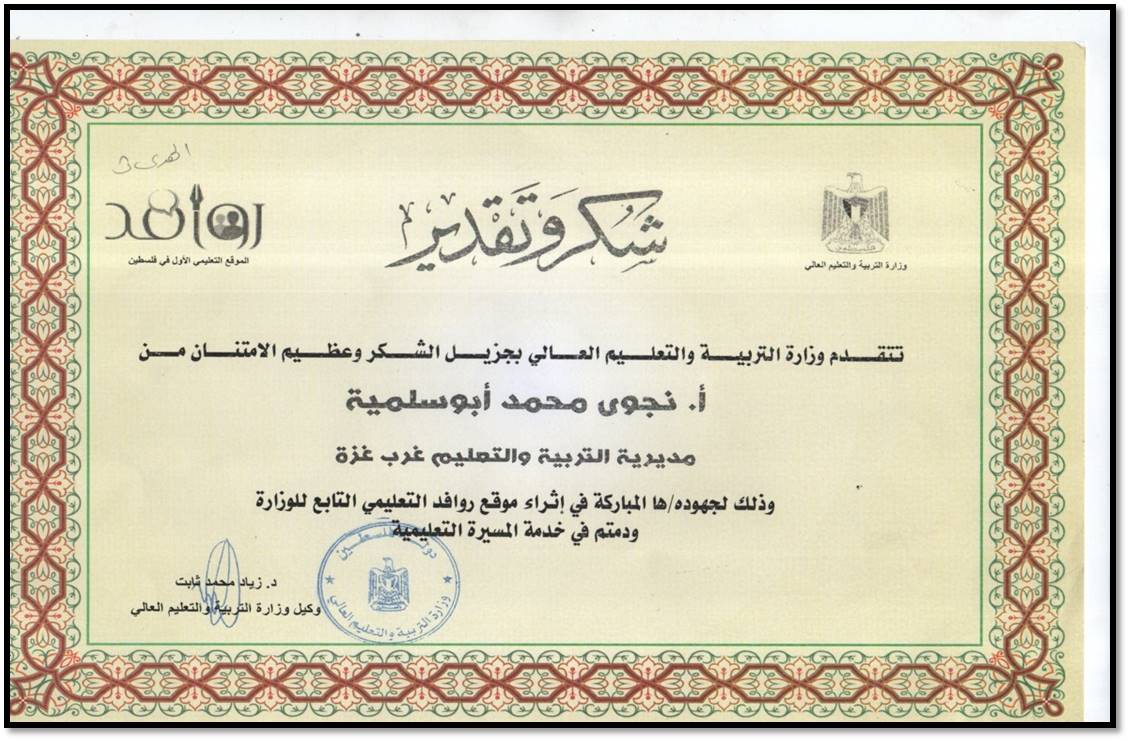 شكر وتقدير
روافد
الموقع التعليمي الأول في فلسطين
وزارة التربية والتعليم العالي
تتقدم وزارة التربية والتعليم العالي بجزيل الشكر وعظيم الامتنان من
أ. نجوى محمد أبوسلمية
مديرية التربية والتعليم غرب غزة
وذلك لجهوده/ها المباركة في إثراء موقع روافد التعليمي التابع للوزارة
ودمتم في خدمة المسيرة التعليمية
د. زياد محمد ثابت
وكيل وزارة التربية والتعليم العالي
دولة فلسطين
وزارة التربية والتعليم العالي